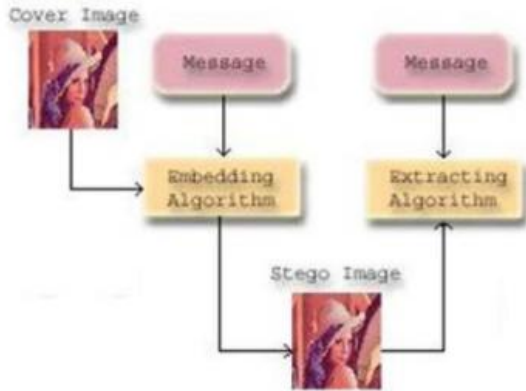 Cover Image
Message
Message
Embedding
Algorithm
Extracting
Algorithm
Stego Image